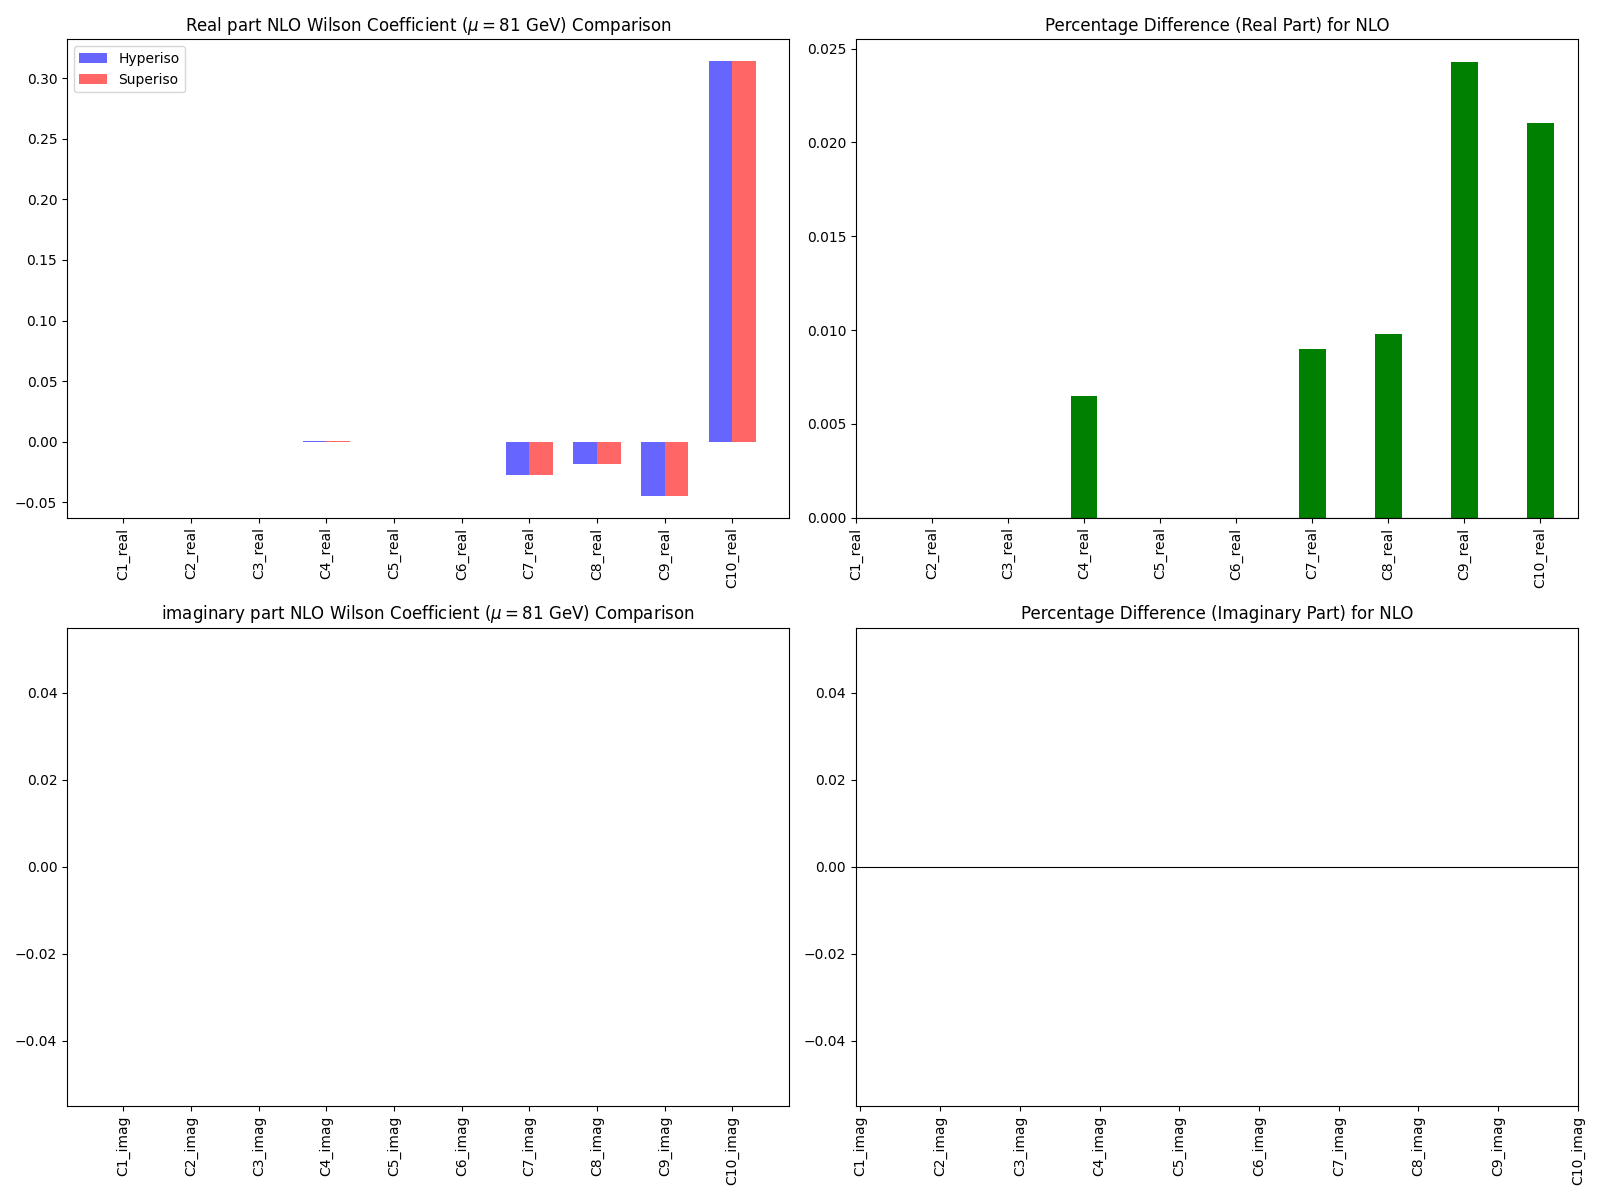 Real part NLO Wilson Coefficient (μ = 81 GeV) Comparison
Hyperiso
Superiso
0.30
0.25
0.20
0.15
0.10
0.05
0.00
−0.05
C1_real
C2_real
C3_real
C4_real
C5_real
C6_real
C7_real
C8_real
C9_real
C10_real
Percentage Difference (Real Part) for NLO
0.025
0.020
0.015
0.010
0.005
0.000
C1_real
C2_real
C3_real
C4_real
C5_real
C6_real
C7_real
C8_real
C9_real
C10_real
imaginary part NLO Wilson Coefficient (μ = 81 GeV) Comparison
0.04
0.02
0.00
−0.02
−0.04
C1_imag
C2_imag
C3_imag
C4_imag
C5_imag
C6_imag
C7_imag
C8_imag
C9_imag
C10_imag
Percentage Difference (Imaginary Part) for NLO
0.04
0.02
0.00
−0.02
−0.04
C1_imag
C2_imag
C3_imag
C4_imag
C5_imag
C6_imag
C7_imag
C8_imag
C9_imag
C10_imag